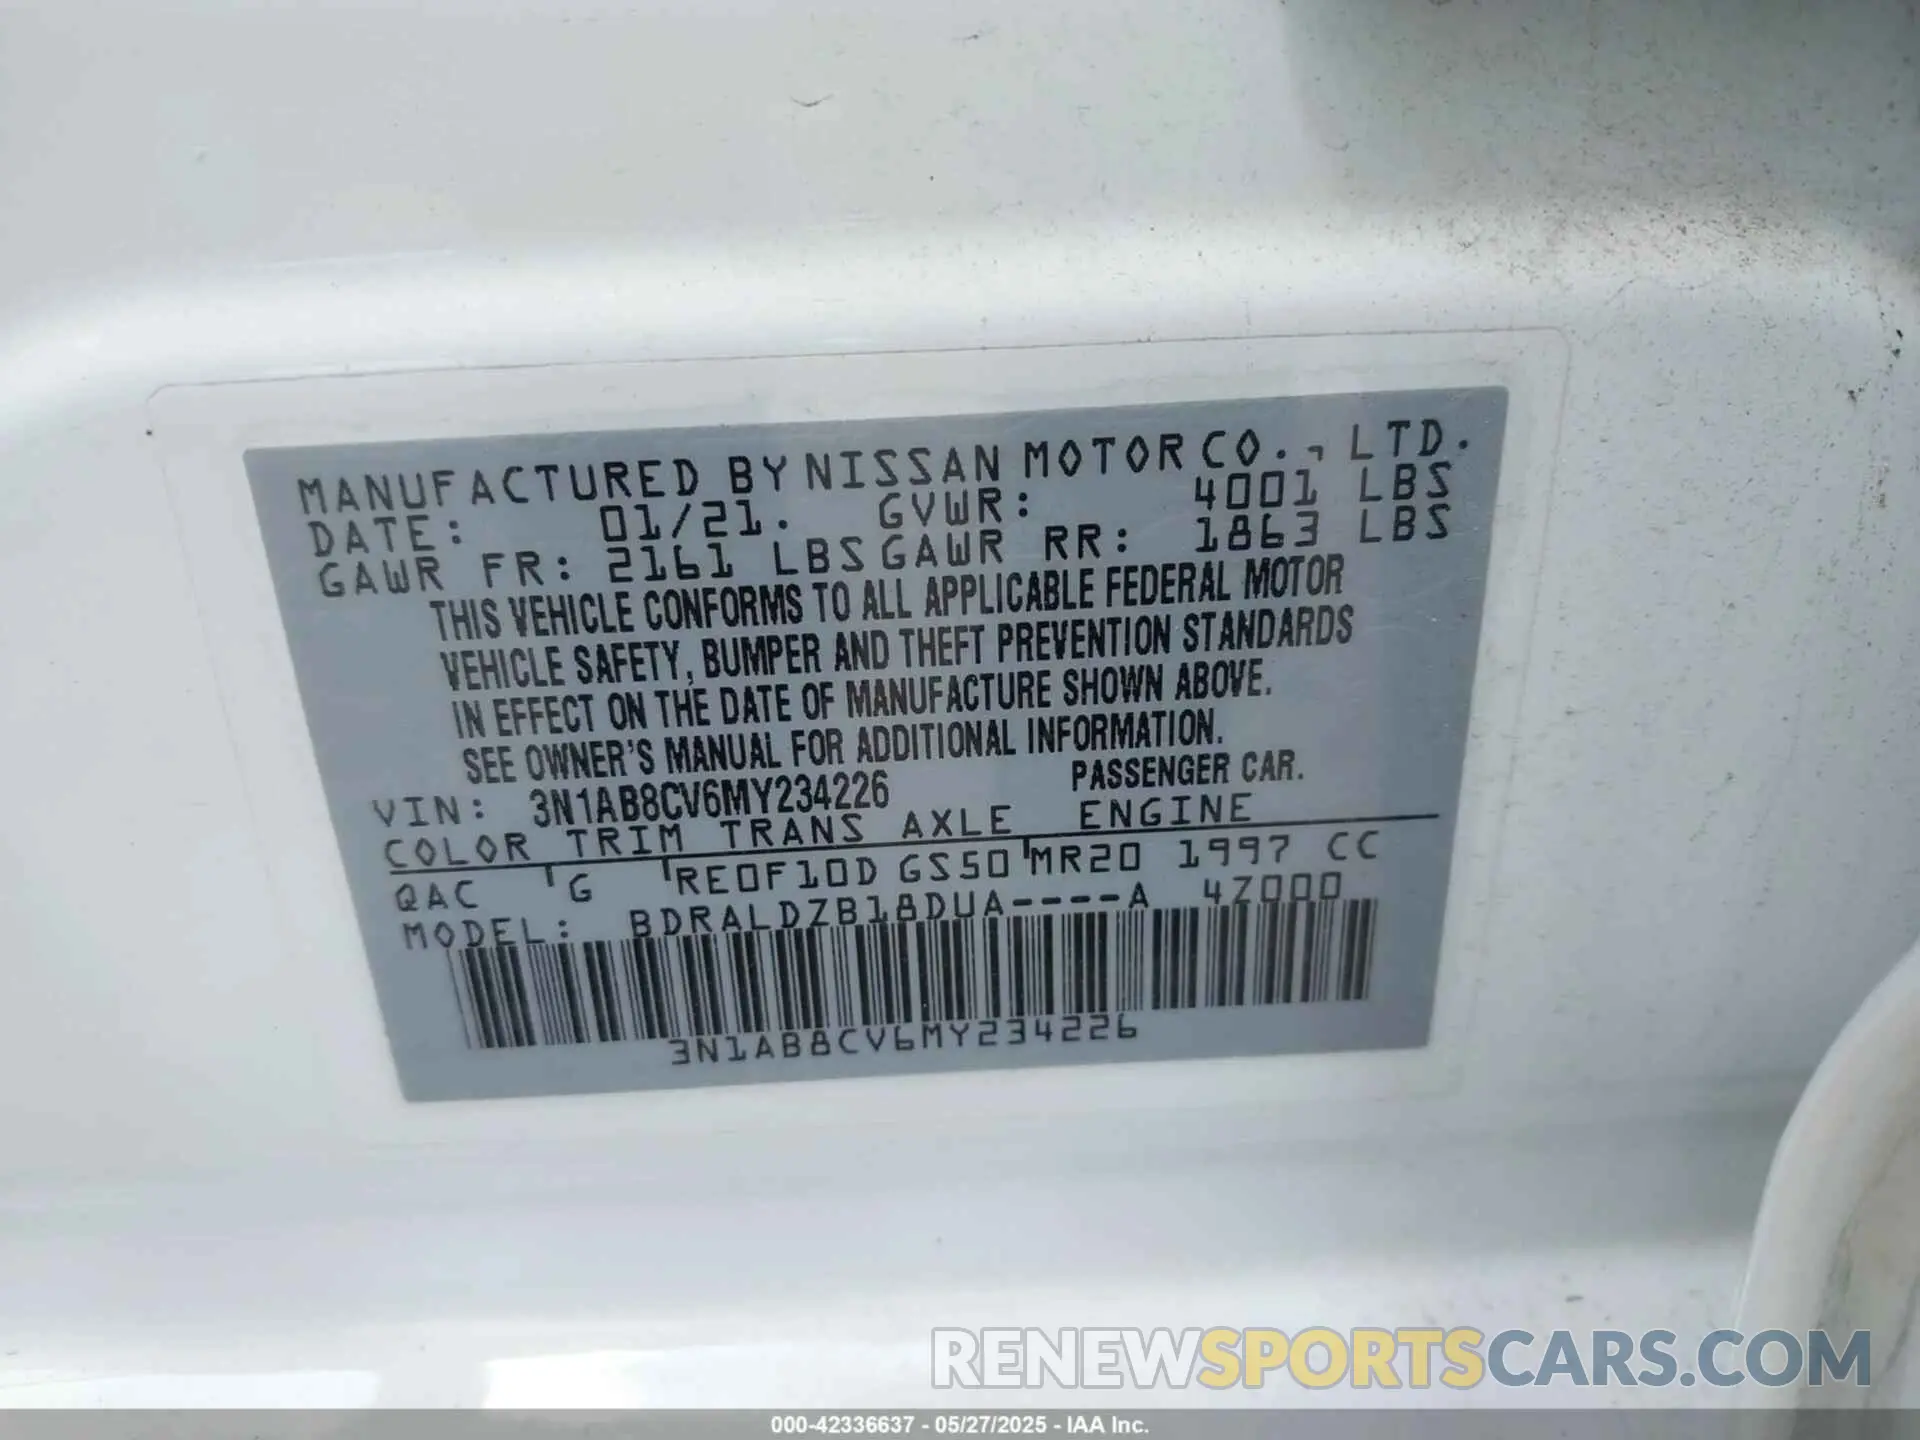 MANUFACTURED BY NISSAN MOTOR CO., LTD.
DATE: 01/21. GVWR: 4001 LBS
GAWR FR: 2161 LBS GAWR RR: 1863 LBS
THIS VEHICLE CONFORMS TO ALL APPLICABLE FEDERAL MOTOR
VEHICLE SAFETY, BUMPER AND THEFT PREVENTION STANDARDS
IN EFFECT ON THE DATE OF MANUFACTURE SHOWN ABOVE.
SEE OWNER'S MANUAL FOR ADDITIONAL INFORMATION.
VIN: 3N1AB8CV6MY234226 PASSENGER CAR.
COLOR TRIM TRANS AXLE ENGINE
QAC G RE0F10D GS50 MR20 1997 CC
MODEL: BDRALDZB18DUA----A 4Z000
3N1AB8CV6MY234226
RENEWSPORTSCARS.COM
000-42336637 - 05/27/2025 - IAA Inc.